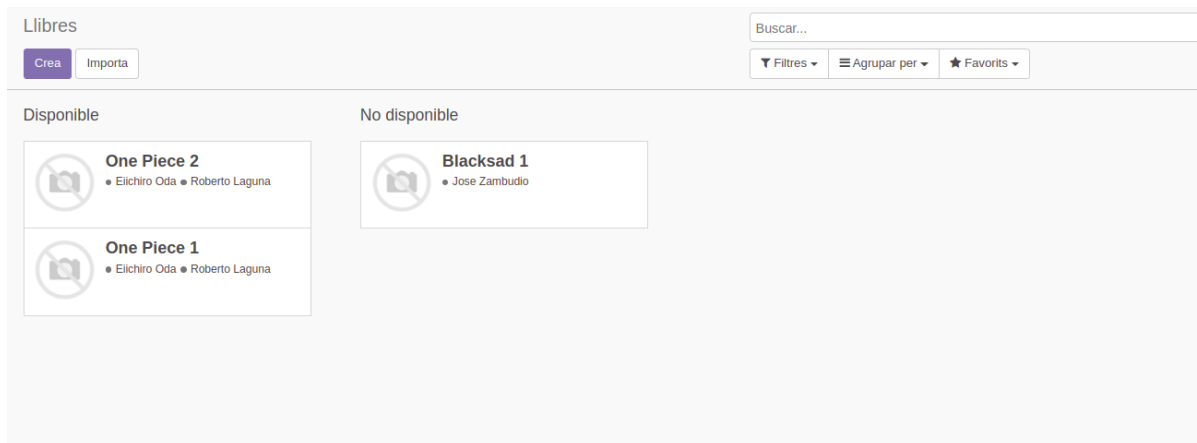 Llibres
Buscar...
Crea Importa
Filtres Agrupar per Favorits
Disponible
No disponible
One Piece 2
Eiichiro Oda Roberto Laguna
Blacksad 1
Jose Zambudio
One Piece 1
Eiichiro Oda Roberto Laguna